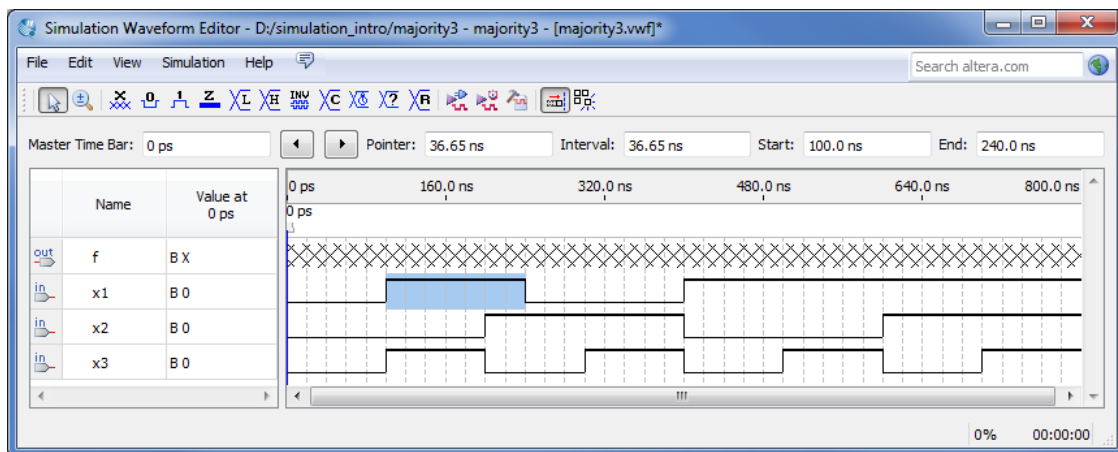 Simulation Waveform Editor - D:/simulation_intro/majority3 - majority3 - [majority3.vwf]*
File Edit View Simulation Help Search altera.com
Master Time Bar: 0 ps Pointer: 36.65 ns Interval: 36.65 ns Start: 100.0 ns End: 240.0 ns
Name Value at 0 ps
0 ps 160.0 ns 320.0 ns 480.0 ns 640.0 ns 800.0 ns
0 ps
out f B X
in x1 B 0
in x2 B 0
in x3 B 0
0% 00:00:00